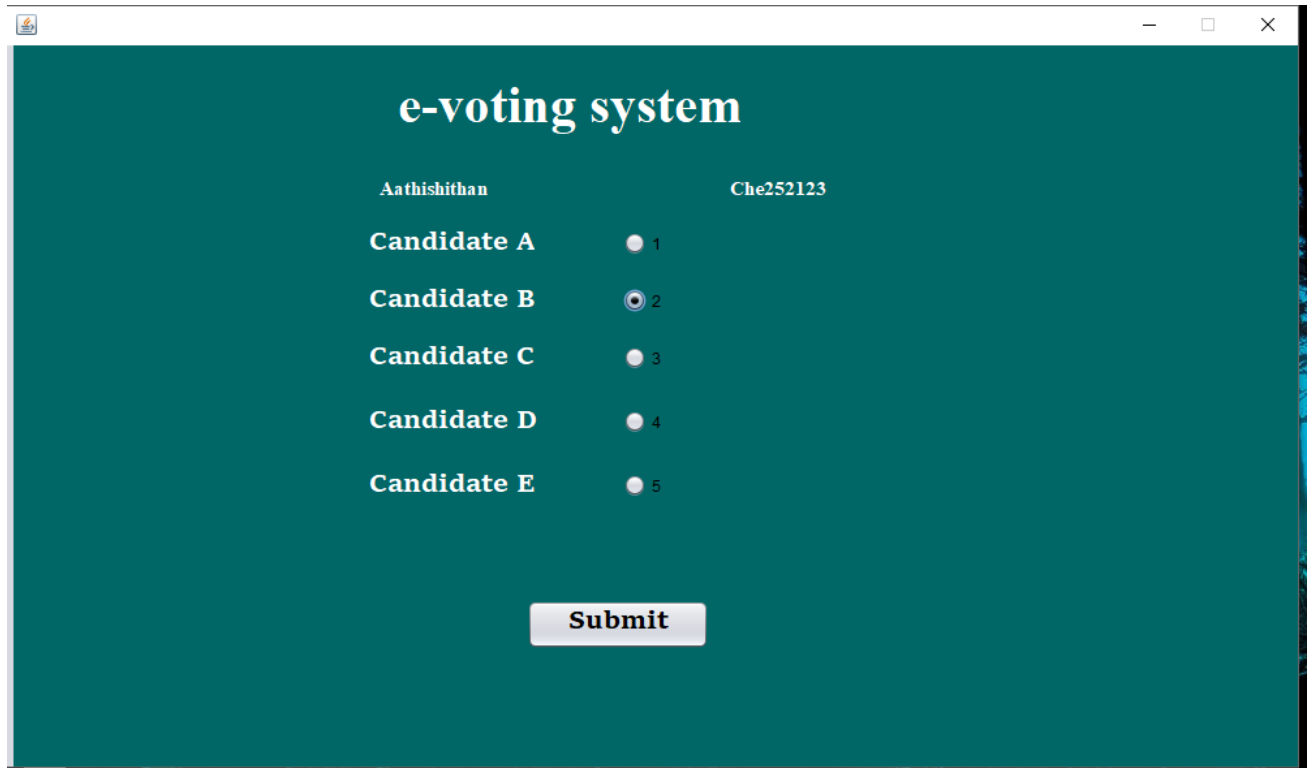 e-voting system
Aathishithan Che252123
Candidate A 1
Candidate B 2
Candidate C 3
Candidate D 4
Candidate E 5
Submit